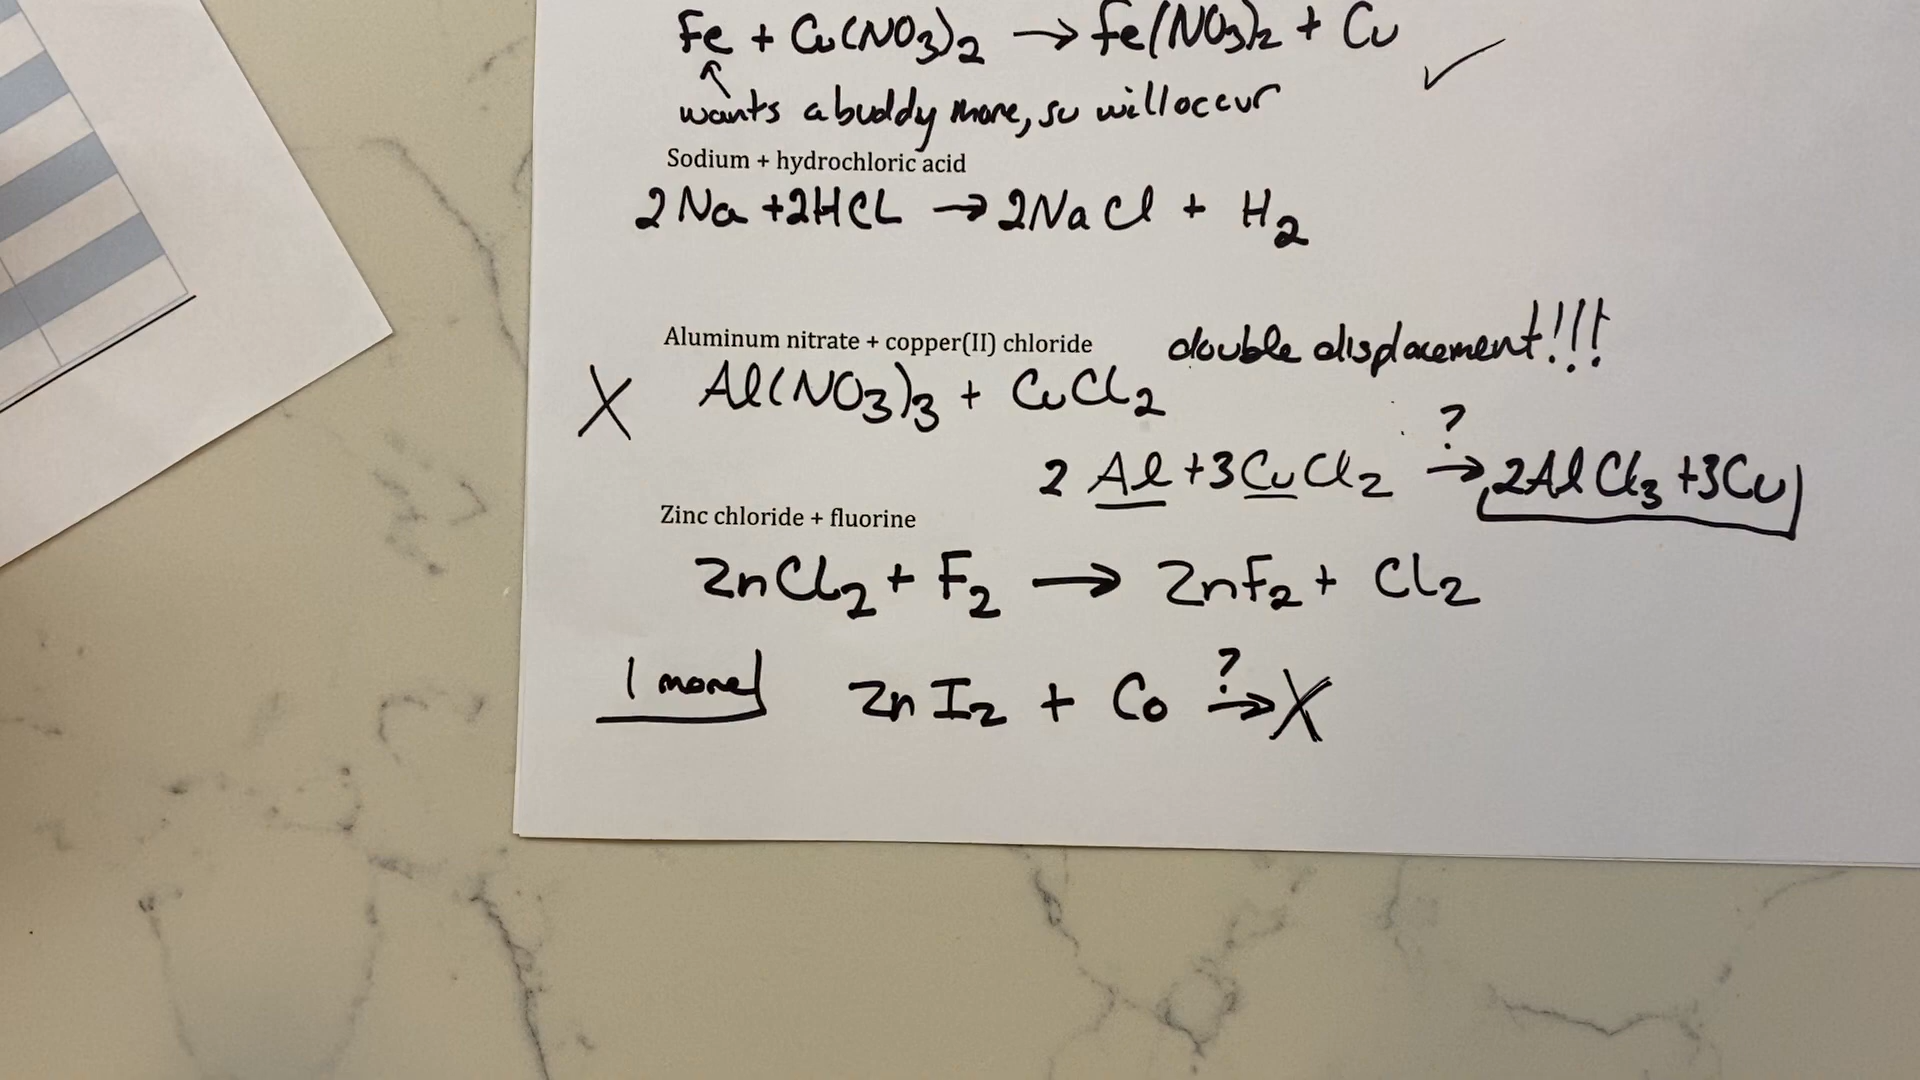 Fe + Cu(NO3)2 → Fe(NO3)2 + Cu ✓
wants a buddy more, so will occur
Sodium + hydrochloric acid
2Na +2HCL → 2NaCl + H2
Aluminum nitrate + copper(II) chloride double displacement!!!
X Al(NO3)3 + CuCl2
2 Al +3CuCl2 ?→ 2AlCl3 +3Cu
Zinc chloride + fluorine
ZnCl2 + F2 → ZnF2 + Cl2
1 more ZnI2 + Co ?→ X